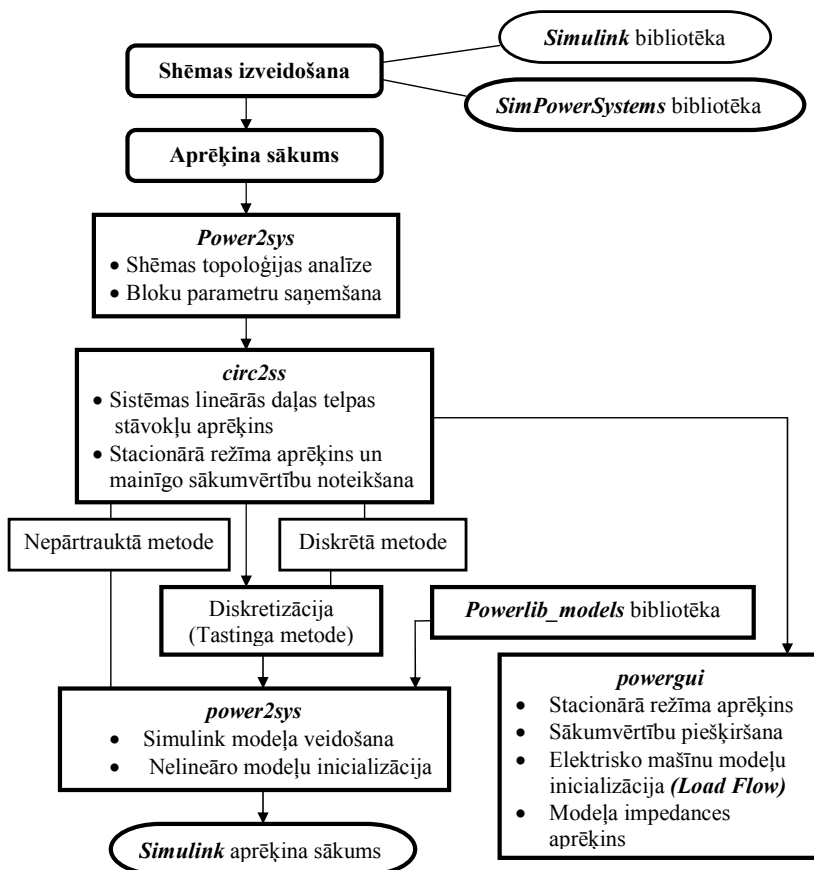 Simulink bibliotēka
Shēmas izveidošana
SimPowerSystems bibliotēka
Aprēķina sākums
Power2sys
• Shēmas topoloģijas analīze
• Bloku parametru saņemšana
circ2ss
• Sistēmas lineārās daļas telpas
stāvokļu aprēķins
• Stacionārā režīma aprēķins un
mainīgo sākumvērtību noteikšana
Nepārtrauktā metode
Diskrētā metode
Diskretizācija
(Tastinga metode)
Powerlib_models bibliotēka
power2sys
• Simulink modeļa veidošana
• Nelineāro modeļu inicializācija
powergui
• Stacionārā režīma aprēķins
• Sākumvērtību piešķiršana
• Elektrisko mašīnu modeļu
inicializācija (Load Flow)
• Modeļa impedances
aprēķins
Simulink aprēķina sākums